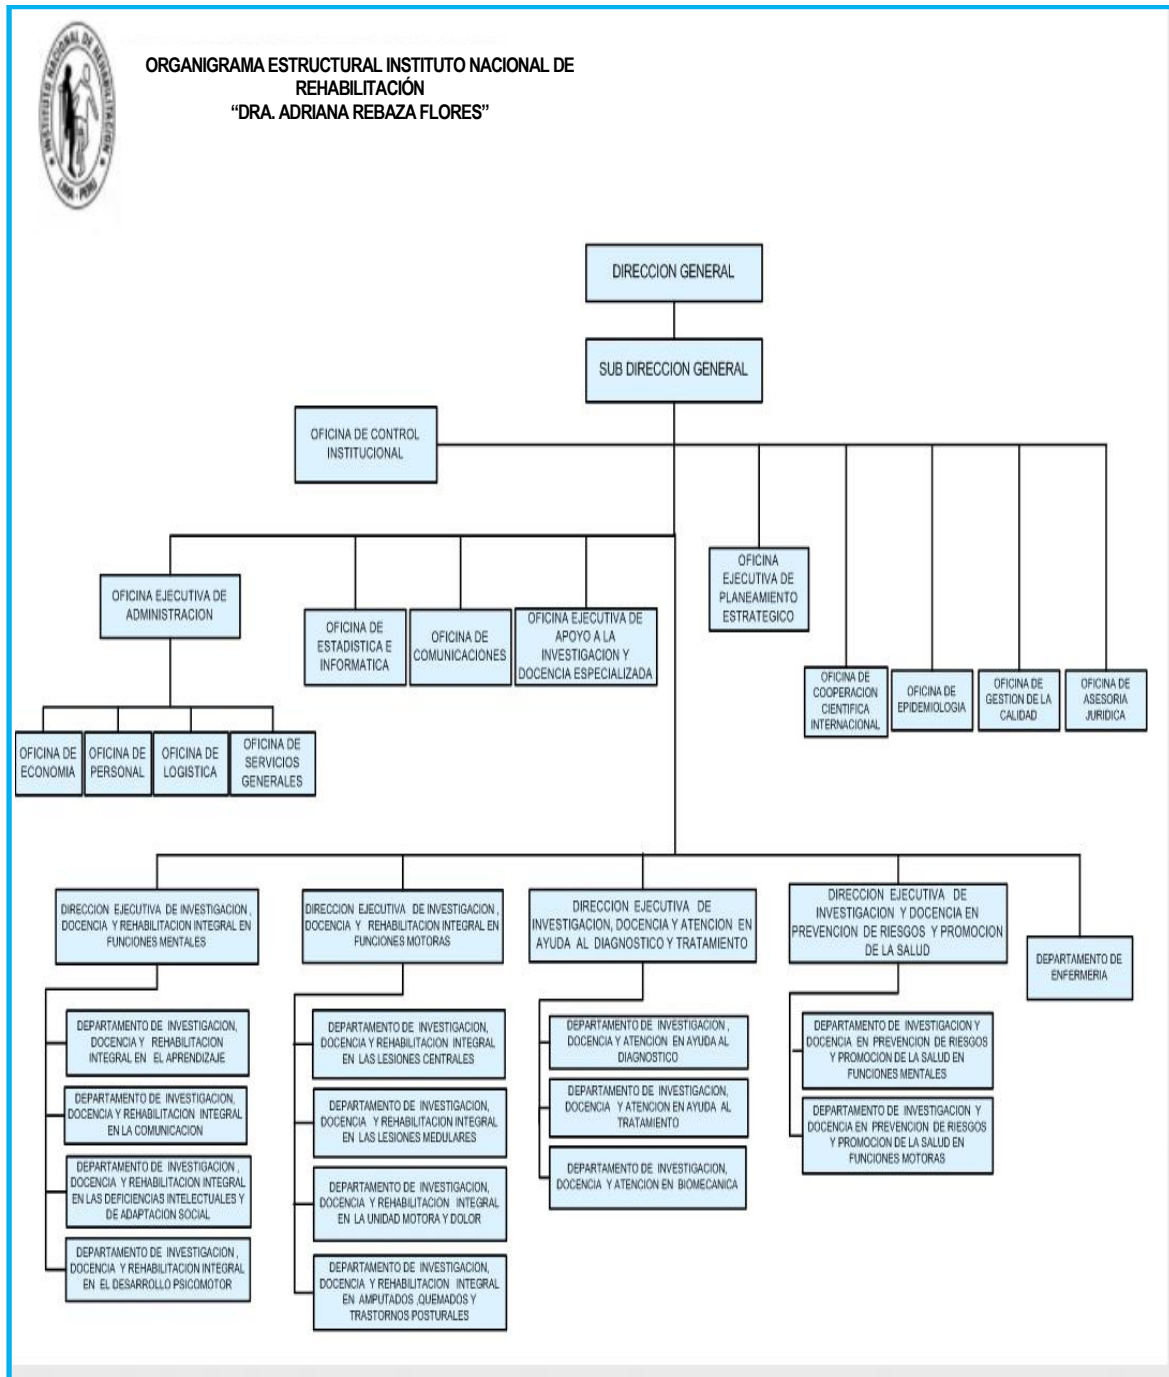 INSTITUTO NACIONAL DE REHABILITACION
LIMA - PERU
ORGANIGRAMA ESTRUCTURAL INSTITUTO NACIONAL DE
REHABILITACIÓN
“DRA. ADRIANA REBAZA FLORES”
DIRECCION GENERAL
SUB DIRECCION GENERAL
OFICINA DE CONTROL
INSTITUCIONAL
OFICINA EJECUTIVA DE
ADMINISTRACION
OFICINA DE
ESTADISTICA E
INFORMATICA
OFICINA DE
COMUNICACIONES
OFICINA EJECUTIVA DE
APOYO A LA
INVESTIGACION Y
DOCENCIA ESPECIALIZADA
OFICINA
EJECUTIVA DE
PLANEAMIENTO
ESTRATEGICO
OFICINA DE
COOPERACION
CIENTIFICA
INTERNACIONAL
OFICINA DE
EPIDEMIOLOGIA
OFICINA DE
GESTION DE LA
CALIDAD
OFICINA DE
ASESORIA
JURIDICA
OFICINA DE
ECONOMIA
OFICINA DE
PERSONAL
OFICINA DE
LOGISTICA
OFICINA DE
SERVICIOS
GENERALES
DIRECCION EJECUTIVA DE INVESTIGACION ,
DOCENCIA Y REHABILITACION INTEGRAL EN
FUNCIONES MENTALES
DEPARTAMENTO DE INVESTIGACION,
DOCENCIA Y REHABILITACION
INTEGRAL EN EL APRENDIZAJE
DEPARTAMENTO DE INVESTIGACION,
DOCENCIA Y REHABILITACION INTEGRAL
EN LA COMUNICACION
DEPARTAMENTO DE INVESTIGACION ,
DOCENCIA Y REHABILITACION INTEGRAL
EN LAS DEFICIENCIAS INTELECTUALES Y
DE ADAPTACION SOCIAL
DEPARTAMENTO DE INVESTIGACION ,
DOCENCIA Y REHABILITACION INTEGRAL
EN EL DESARROLLO PSICOMOTOR
DIRECCION EJECUTIVA DE INVESTIGACION ,
DOCENCIA Y REHABILITACION INTEGRAL EN
FUNCIONES MOTORAS
DEPARTAMENTO DE INVESTIGACION,
DOCENCIA Y REHABILITACION INTEGRAL
EN LAS LESIONES CENTRALES
DEPARTAMENTO DE INVESTIGACION,
DOCENCIA Y REHABILITACION INTEGRAL
EN LAS LESIONES MEDULARES
DEPARTAMENTO DE INVESTIGACION,
DOCENCIA Y REHABILITACION INTEGRAL
EN LA UNIDAD MOTORA Y DOLOR
DEPARTAMENTO DE INVESTIGACION,
DOCENCIA Y REHABILITACION INTEGRAL
EN AMPUTADOS ,QUEMADOS Y
TRASTORNOS POSTURALES
DIRECCION EJECUTIVA DE
INVESTIGACION, DOCENCIA Y ATENCION EN
AYUDA AL DIAGNOSTICO Y TRATAMIENTO
DEPARTAMENTO DE INVESTIGACION ,
DOCENCIA Y ATENCION EN AYUDA AL
DIAGNOSTICO
DEPARTAMENTO DE INVESTIGACION,
DOCENCIA Y ATENCION EN AYUDA AL
TRATAMIENTO
DEPARTAMENTO DE INVESTIGACION,
DOCENCIA Y ATENCION EN BIOMECANICA
DIRECCION EJECUTIVA DE
INVESTIGACION Y DOCENCIA EN
PREVENCION DE RIESGOS Y PROMOCION
DE LA SALUD
DEPARTAMENTO DE INVESTIGACION Y
DOCENCIA EN PREVENCION DE RIESGOS
Y PROMOCION DE LA SALUD EN
FUNCIONES MENTALES
DEPARTAMENTO DE INVESTIGACION Y
DOCENCIA EN PREVENCION DE RIESGOS
Y PROMOCION DE LA SALUD EN
FUNCIONES MOTORAS
DEPARTAMENTO DE
ENFERMERIA